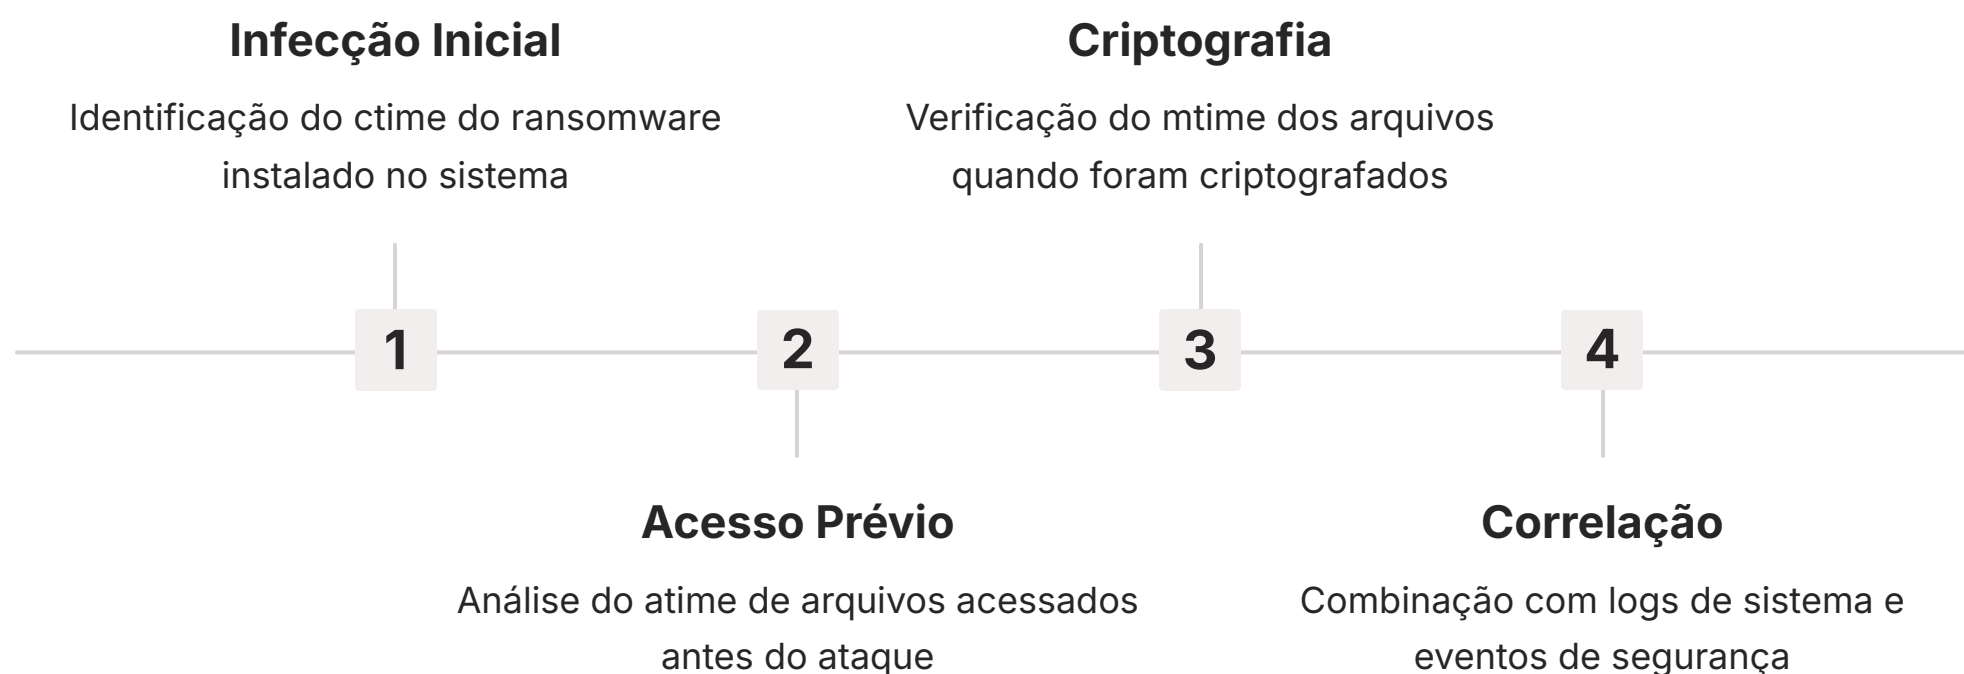 Infecção Inicial
Identificação do ctime do ransomware
instalado no sistema
1
2
Acesso Prévio
Análise do atime de arquivos acessados
antes do ataque
Criptografia
Verificação do mtime dos arquivos
quando foram criptografados
3
4
Correlação
Combinação com logs de sistema e
eventos de segurança